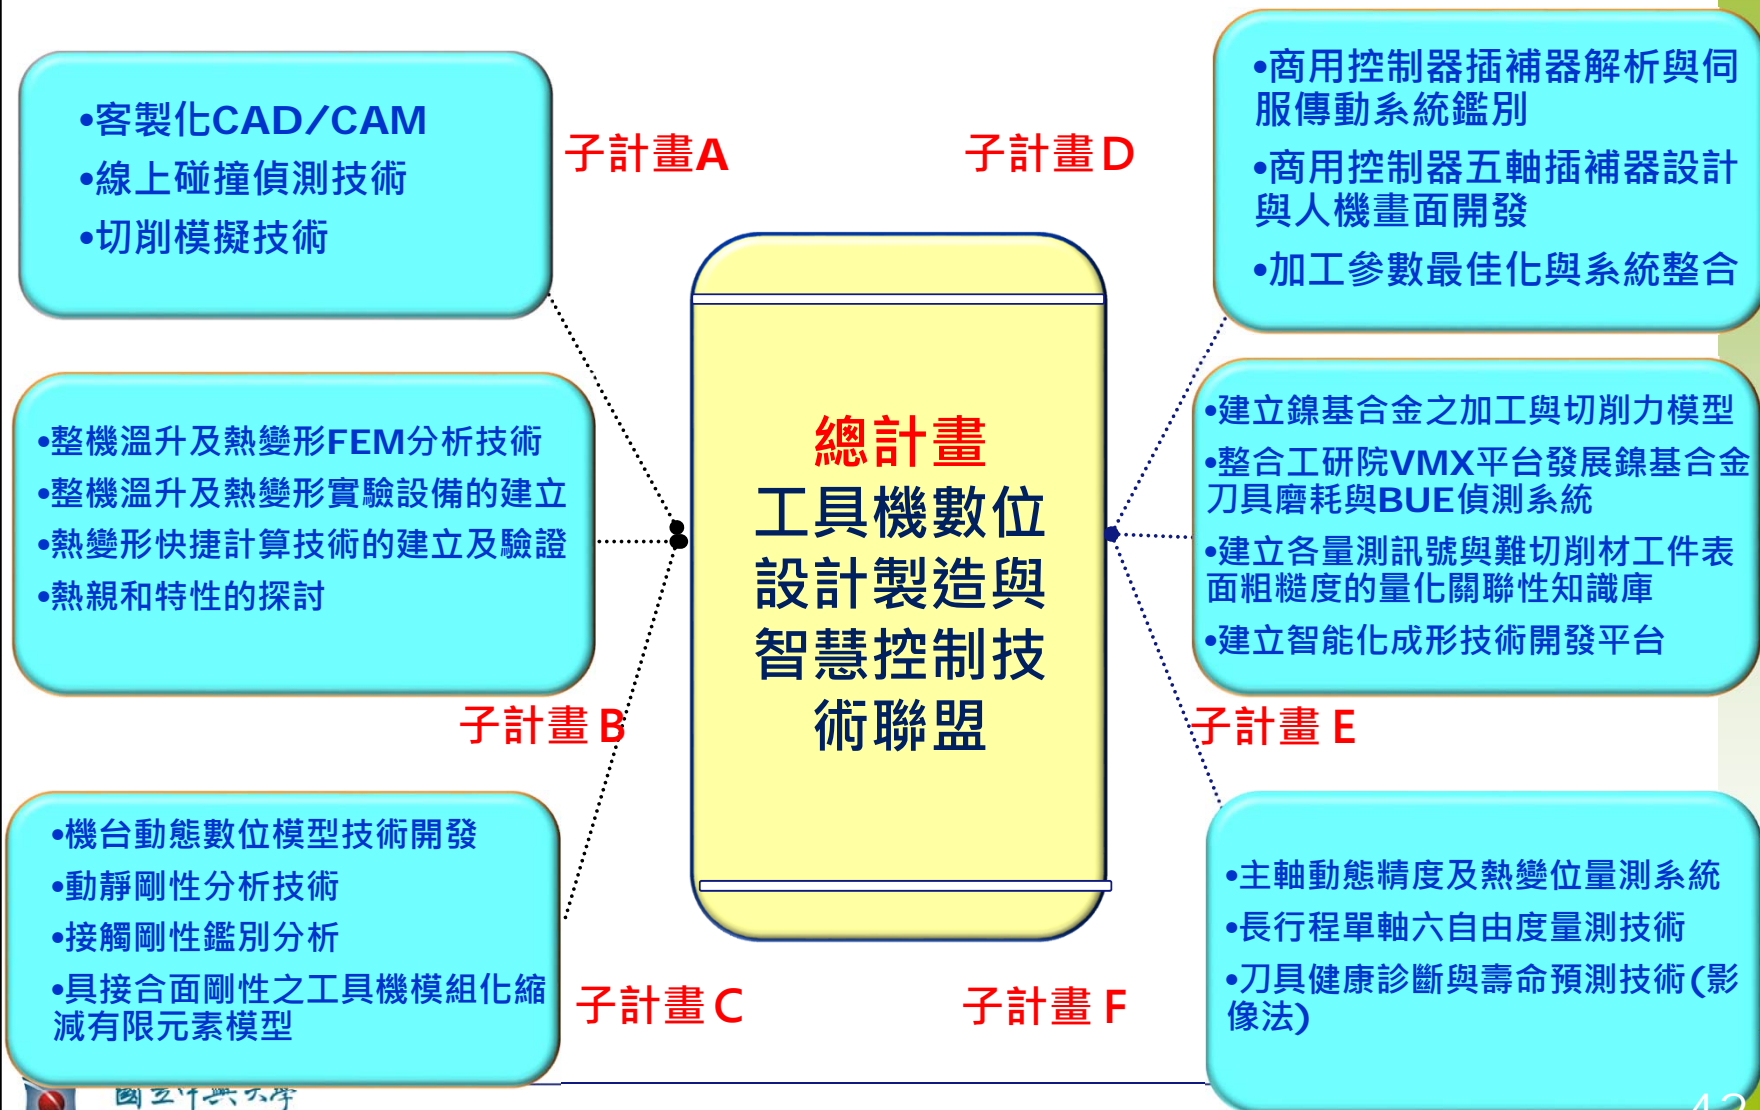 •客製化CAD/CAM
•線上碰撞偵測技術
•切削模擬技術
子計畫A
•整機溫升及熱變形FEM分析技術
•整機溫升及熱變形實驗設備的建立
•熱變形快捷計算技術的建立及驗證
•熱親和特性的探討
子計畫 B
•機台動態數位模型技術開發
•動靜剛性分析技術
•接觸剛性鑑別分析
•具接合面剛性之工具機模組化縮
減有限元素模型
子計畫 C
總計畫
工具機數位
設計製造與
智慧控制技
術聯盟
子計畫 D
•商用控制器插補器解析與伺
服傳動系統鑑別
•商用控制器五軸插補器設計
與人機畫面開發
•加工參數最佳化與系統整合
•建立鎳基合金之加工與切削力模型
•整合工研院VMX平台發展鎳基合金
刀具磨耗與BUE偵測系統
•建立各量測訊號與難切削材工件表
面粗糙度的量化關聯性知識庫
•建立智能化成形技術開發平台
子計畫 E
•主軸動態精度及熱變位量測系統
•長行程單軸六自由度量測技術
•刀具健康診斷與壽命預測技術(影
像法)
子計畫 F
國立中興大學